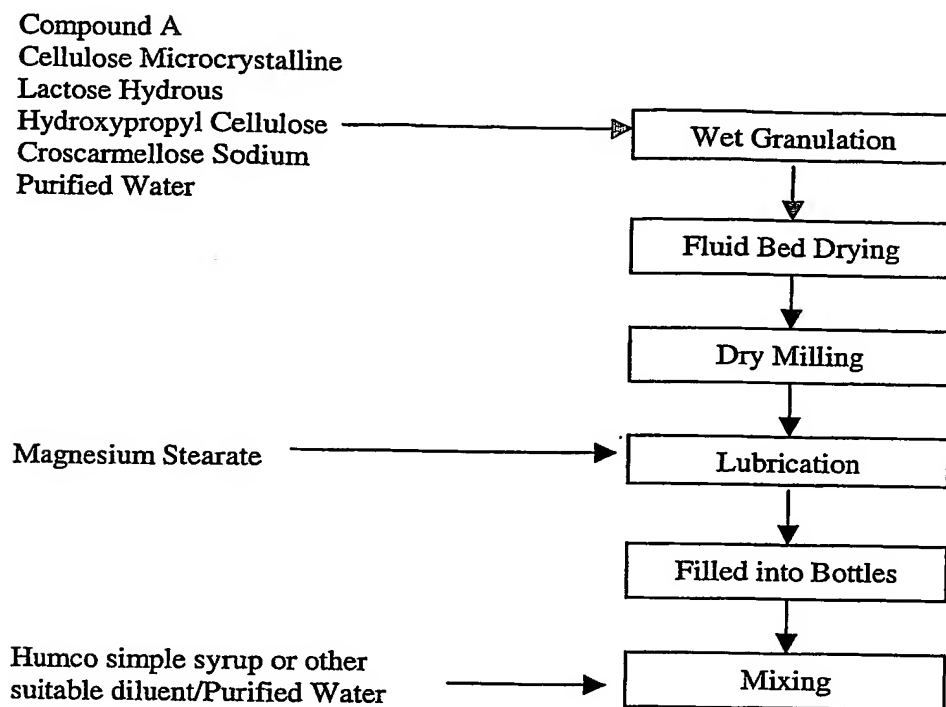 Compound A
Cellulose Microcrystalline
Lactose Hydrous
Hydroxypropyl Cellulose
Croscarmellose Sodium
Purified Water
Wet Granulation
Fluid Bed Drying
Dry Milling
Magnesium Stearate
Lubrication
Filled into Bottles
Humco simple syrup or other
suitable diluent/Purified Water
Mixing